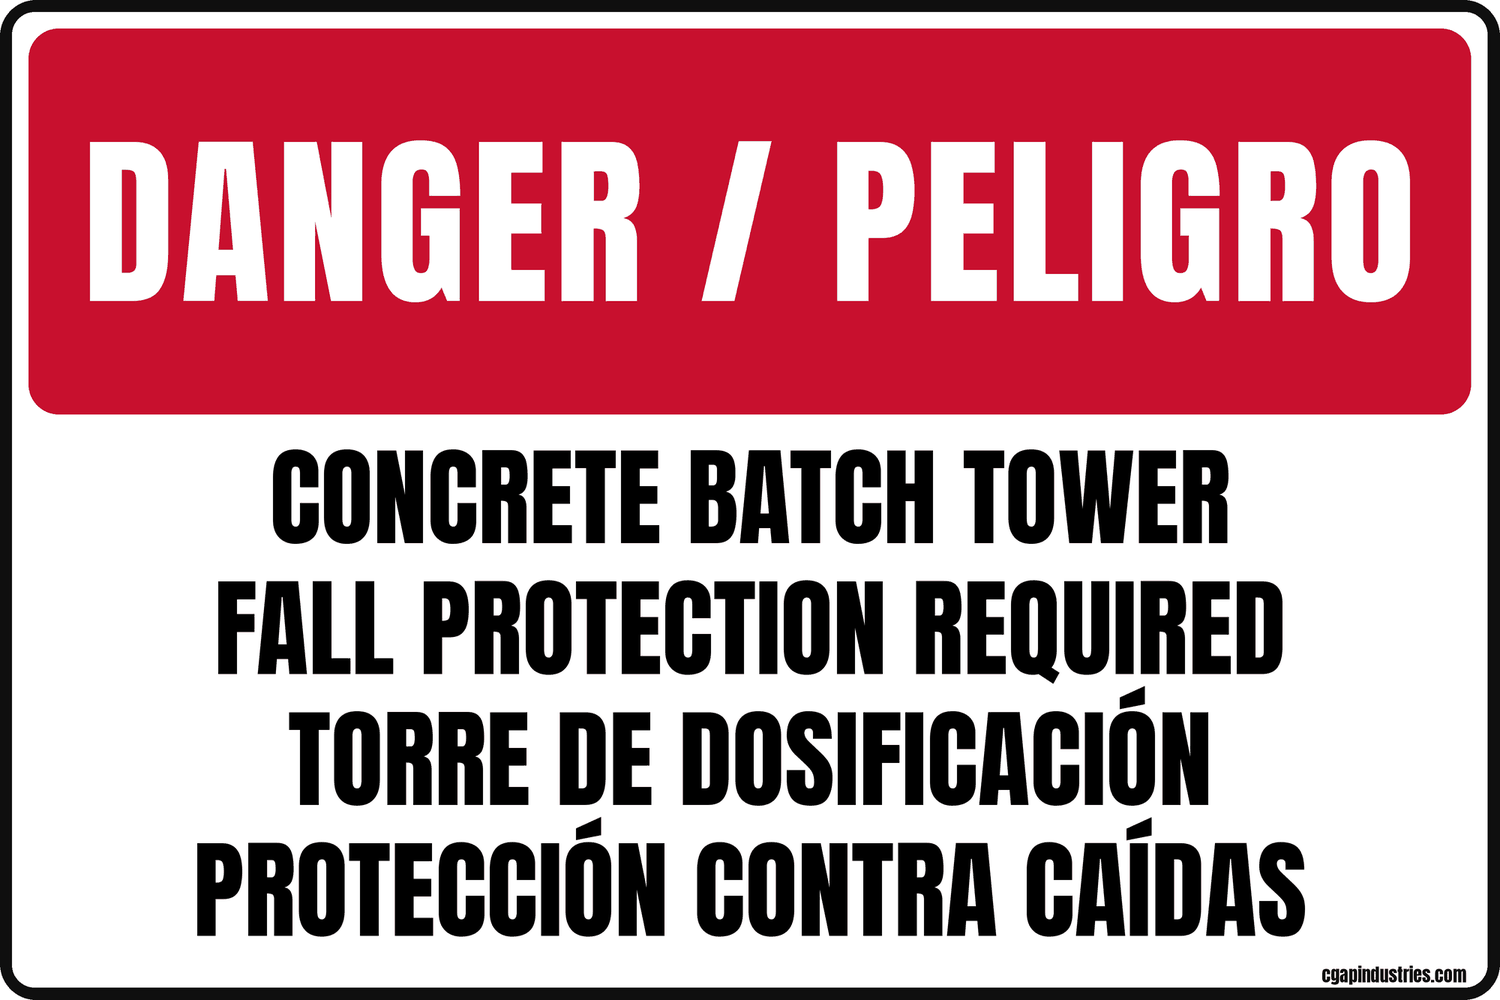 DANGER / PELIGRO
CONCRETE BATCH TOWER
FALL PROTECTION REQUIRED
TORRE DE DOSIFICACIÓN
PROTECCIÓN CONTRA CAÍDAS
cgapindustries.com